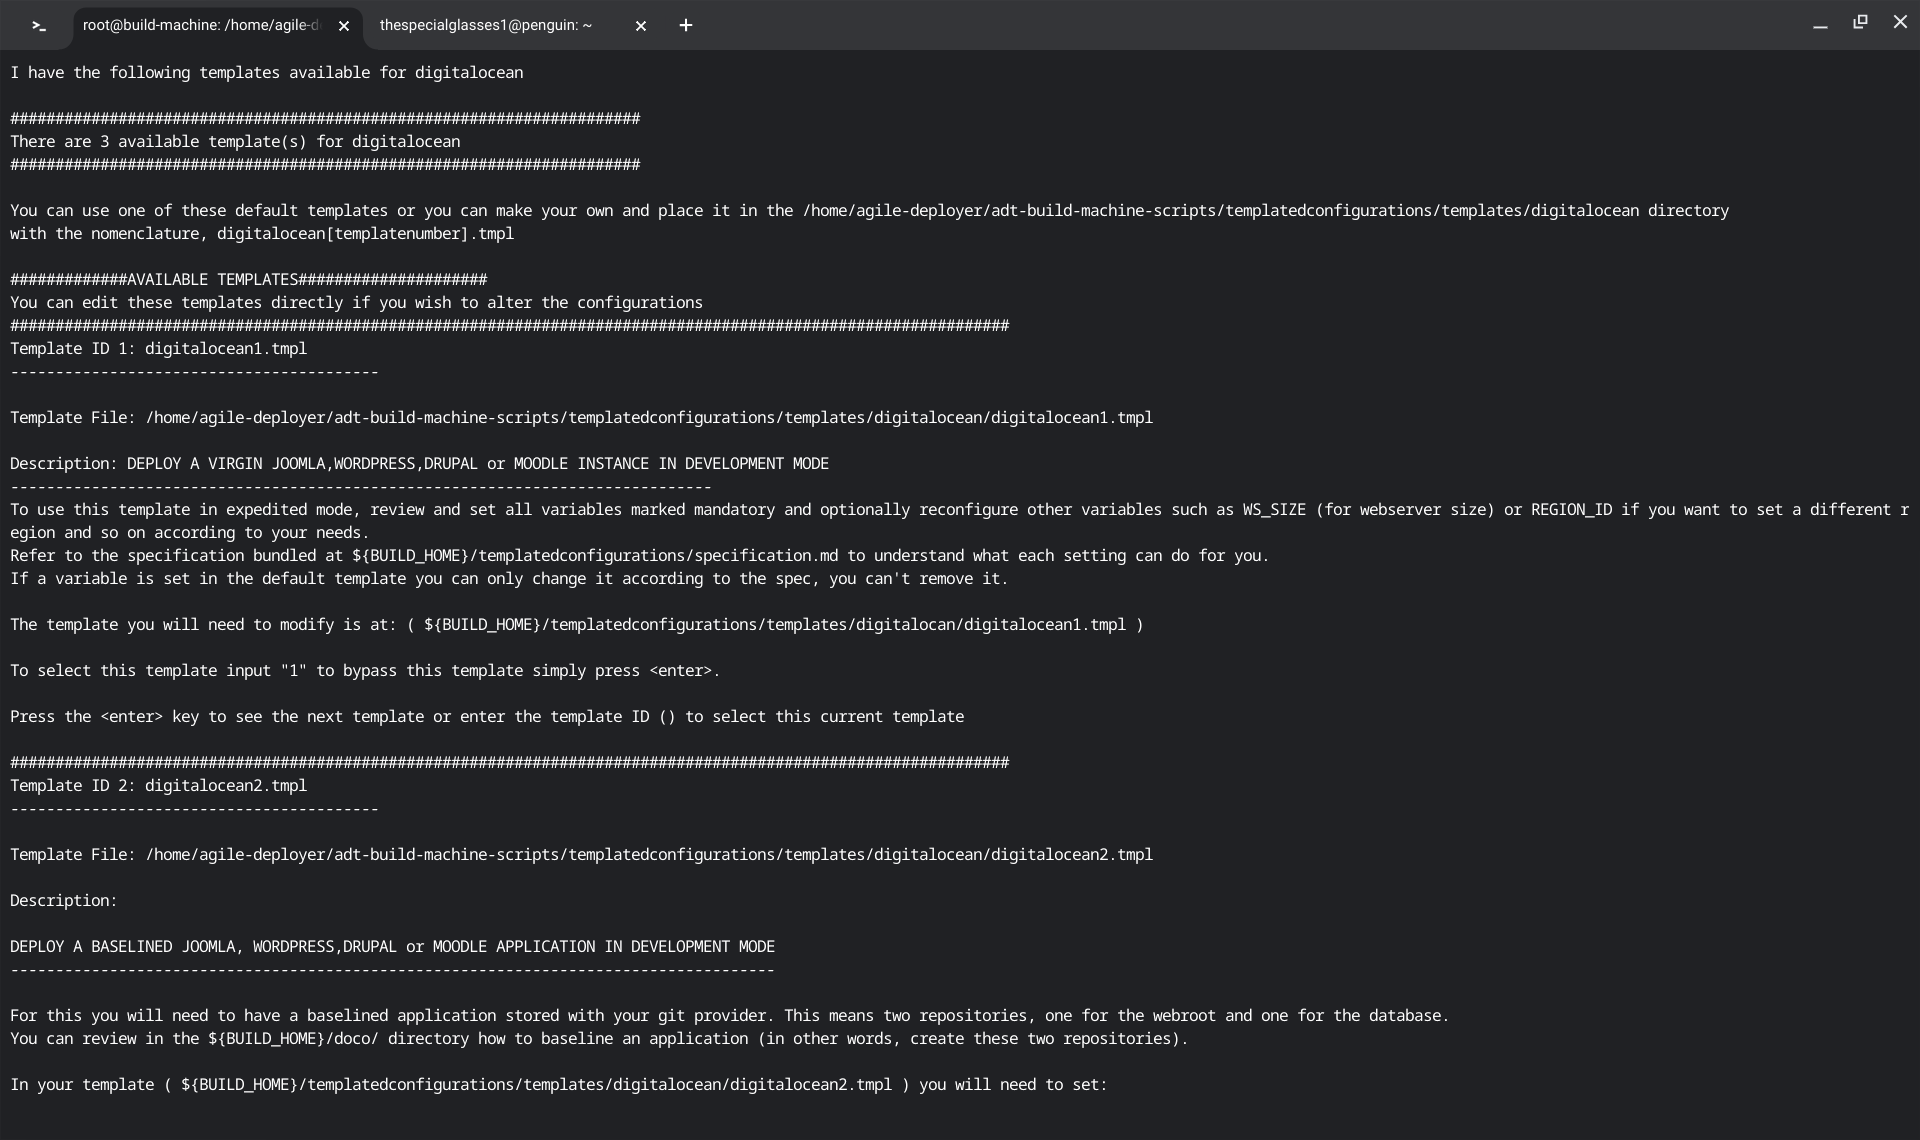 root@build-machine: /home/agile-d
thespecialglasses1@penguin: ~
I have the following templates available for digitalocean
######################################################################
There are 3 available template(s) for digitalocean
######################################################################
You can use one of these default templates or you can make your own and place it in the /home/agile-deployer/adt-build-machine-scripts/templatedconfigurations/templates/digitalocean directory
with the nomenclature, digitalocean[templatenumber].tmpl
#############AVAILABLE TEMPLATES#####################
You can edit these templates directly if you wish to alter the configurations
###############################################################################################################
Template ID 1: digitalocean1.tmpl
-----------------------------------------
Template File: /home/agile-deployer/adt-build-machine-scripts/templatedconfigurations/templates/digitalocean/digitalocean1.tmpl
Description: DEPLOY A VIRGIN JOOMLA,WORDPRESS,DRUPAL or MOODLE INSTANCE IN DEVELOPMENT MODE
------------------------------------------------------------------------------
To use this template in expedited mode, review and set all variables marked mandatory and optionally reconfigure other variables such as WS_SIZE (for webserver size) or REGION_ID if you want to set a different r
egion and so on according to your needs.
Refer to the specification bundled at ${BUILD_HOME}/templatedconfigurations/specification.md to understand what each setting can do for you.
If a variable is set in the default template you can only change it according to the spec, you can't remove it.
The template you will need to modify is at: ( ${BUILD_HOME}/templatedconfigurations/templates/digitalocan/digitalocean1.tmpl )
To select this template input "1" to bypass this template simply press <enter>.
Press the <enter> key to see the next template or enter the template ID () to select this current template
###############################################################################################################
Template ID 2: digitalocean2.tmpl
-----------------------------------------
Template File: /home/agile-deployer/adt-build-machine-scripts/templatedconfigurations/templates/digitalocean/digitalocean2.tmpl
Description:
DEPLOY A BASELINED JOOMLA, WORDPRESS,DRUPAL or MOODLE APPLICATION IN DEVELOPMENT MODE
-------------------------------------------------------------------------------------
For this you will need to have a baselined application stored with your git provider. This means two repositories, one for the webroot and one for the database.
You can review in the ${BUILD_HOME}/doco/ directory how to baseline an application (in other words, create these two repositories).
In your template ( ${BUILD_HOME}/templatedconfigurations/templates/digitalocean/digitalocean2.tmpl ) you will need to set: